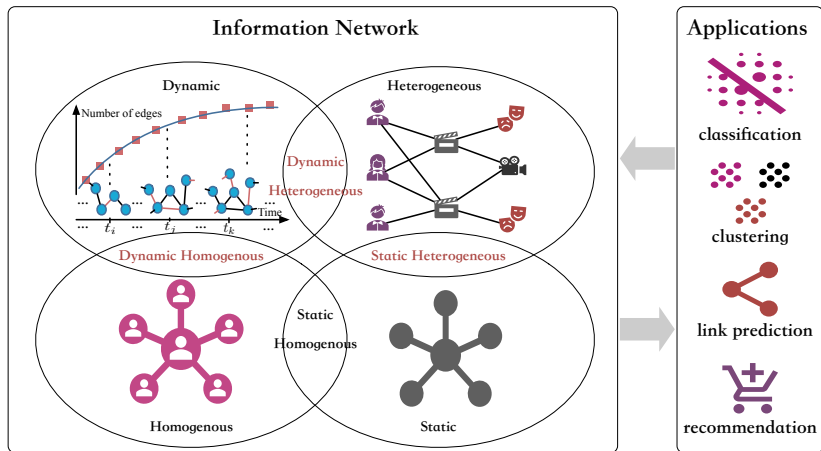 Information Network
Dynamic
Number of edges
... ... ... ...
... t_i ... t_j ... t_k ...
Time
Heterogeneous
Dynamic
Heterogeneous
Dynamic Homogenous
Static Heterogeneous
Static
Homogenous
Homogenous
Static
Applications
classification
clustering
link prediction
recommendation